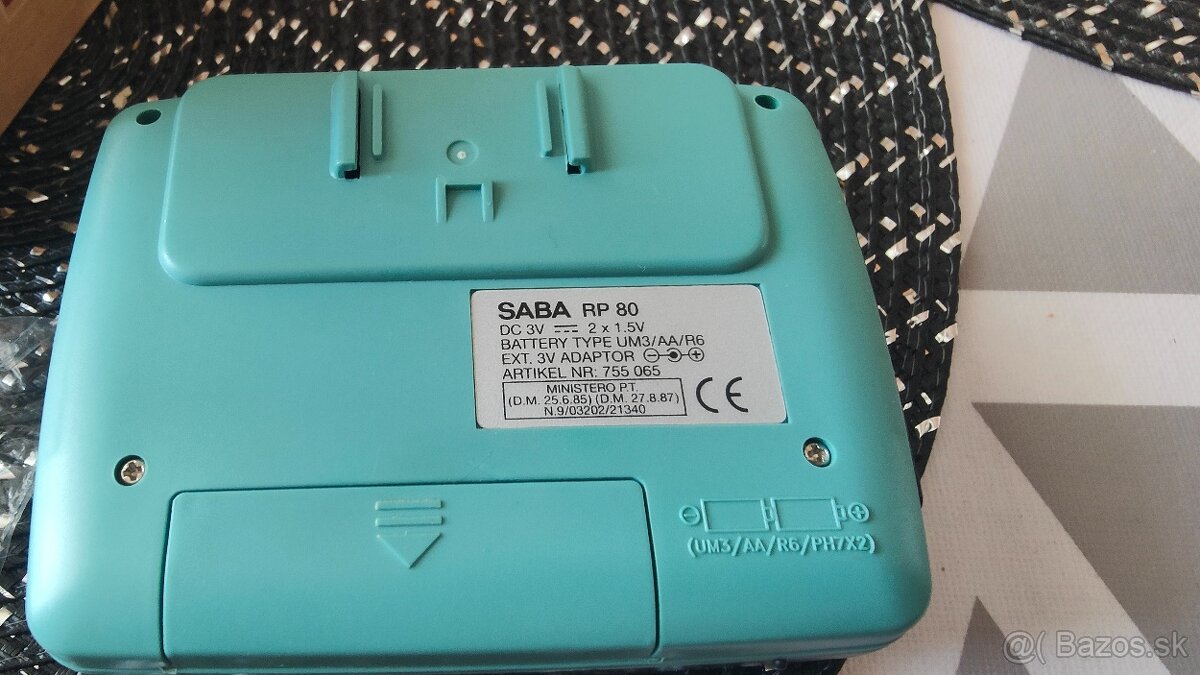 SABA RP 80
DC 3V 2 x 1.5V
BATTERY TYPE UM3/AA/R6
EXT. 3V ADAPTOR
ARTIKEL NR: 755 065
MINISTERO P.T.
(D.M. 25.6.85) (D.M. 27.8.87)
N.9/03202/21340
CE
(UM3/AA/R6/PH7X2)
@( Bazos.sk